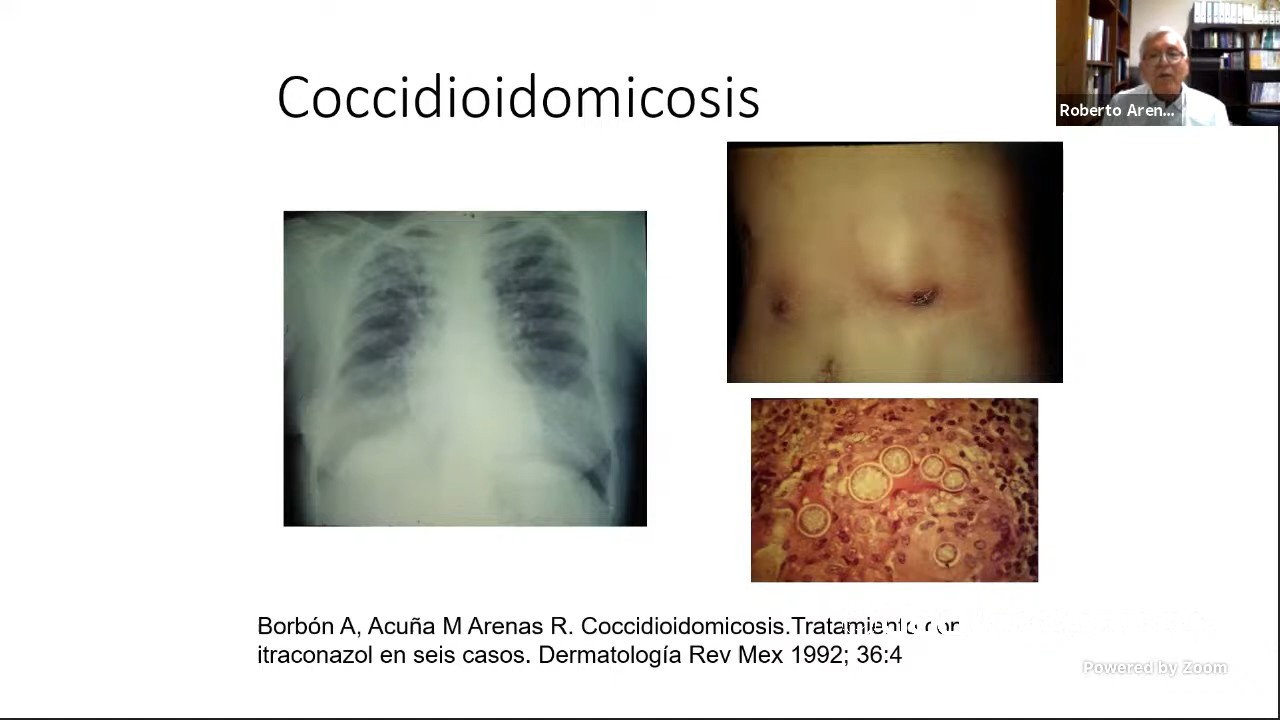 Coccidioidomicosis
Roberto Aren...
Borbón A, Acuña M Arenas R. Coccidioidomicosis.Tratamiento con
itraconazol en seis casos. Dermatología Rev Mex 1992; 36:4
Powered by Zoom